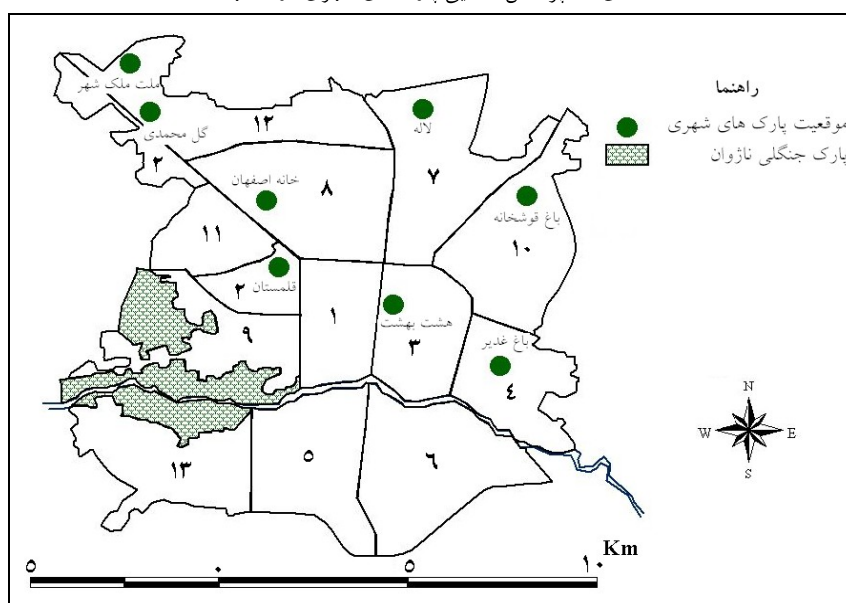 راهنما
موقعیت پارک های شهری
پارک جنگلی ناژوان
ملت ملک شهر
گل محمدی
۲
۱۲
لاله
۷
خانه اصفهان
۸
باغ قوشخانه
۱۰
۱۱
قلمستان
۲
۱
هشت بهشت
۳
باغ غدیر
۴
۹
۱۳
۵
۶
N
W E
S
Km
۵ ۰ ۵ ۱۰